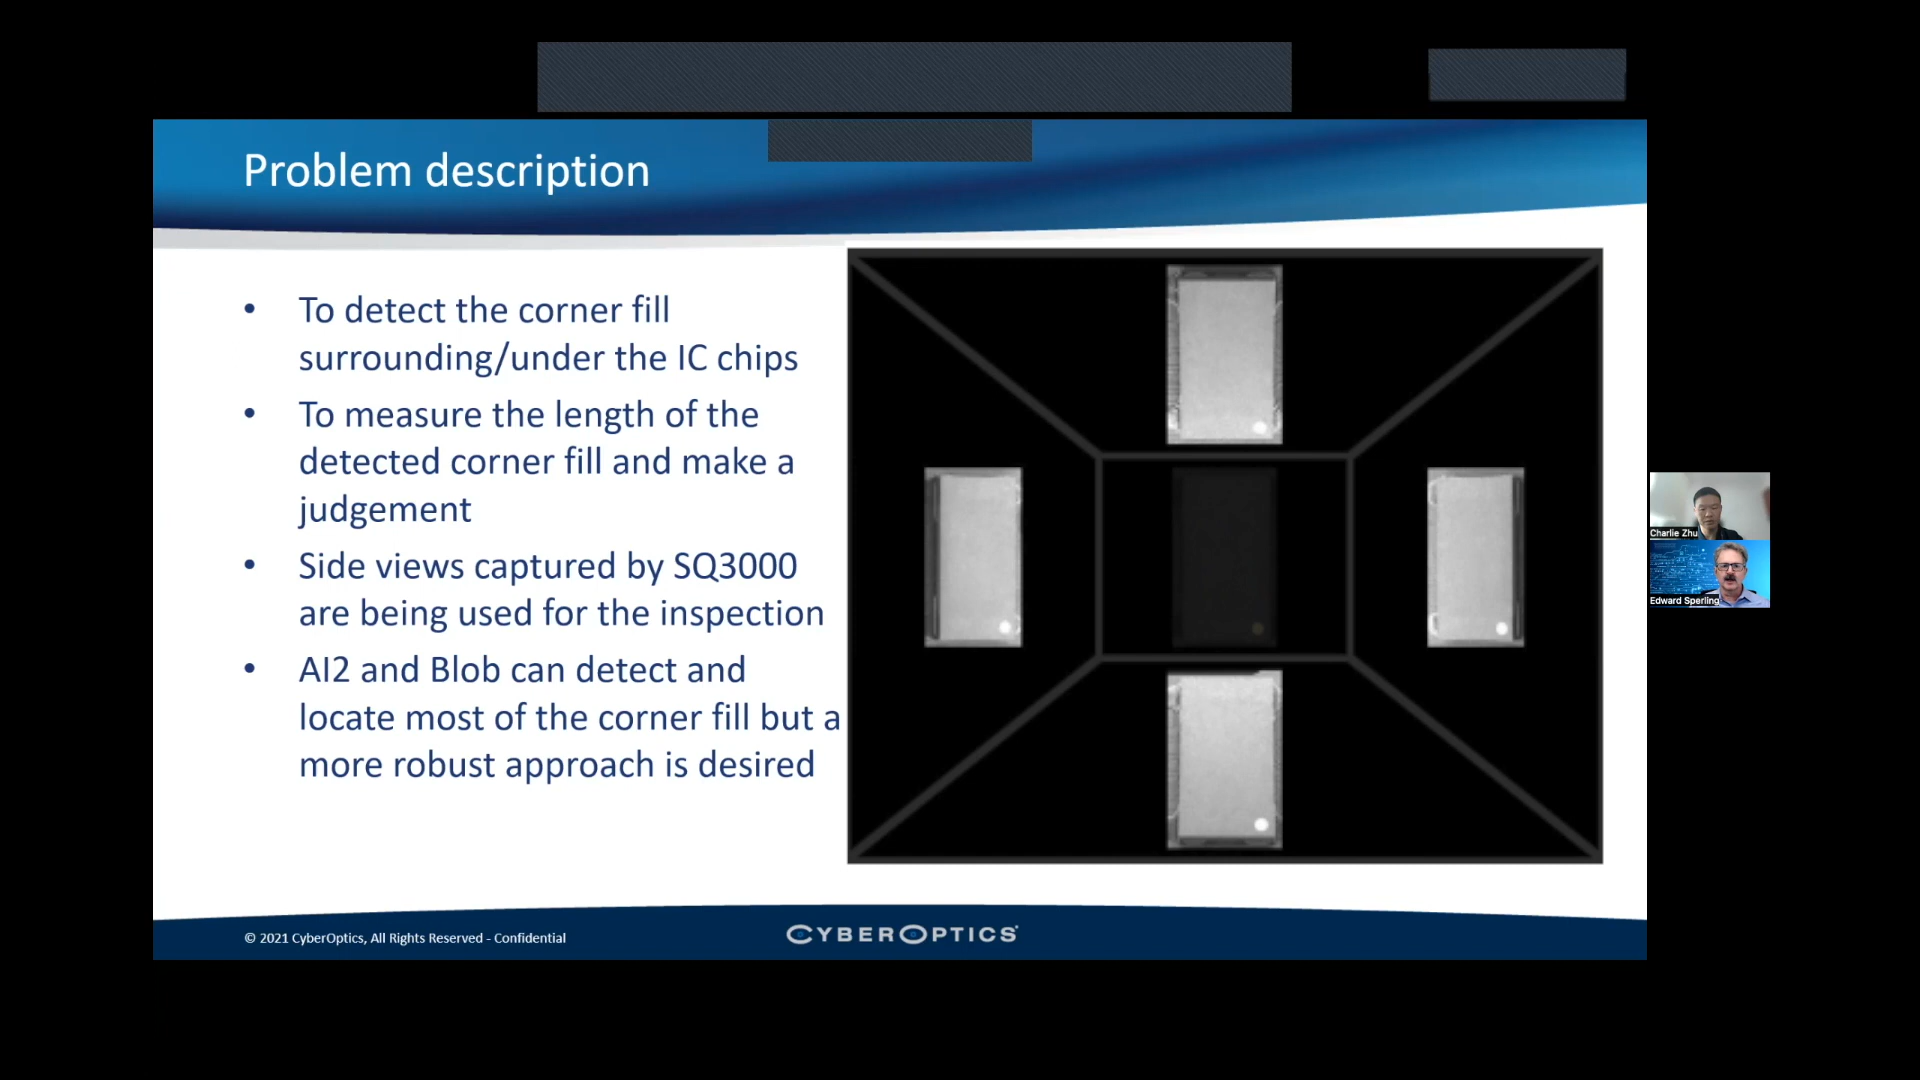 Problem description
• To detect the corner fill
surrounding/under the IC chips
• To measure the length of the
detected corner fill and make a
judgement
• Side views captured by SQ3000
are being used for the inspection
• AI2 and Blob can detect and
locate most of the corner fill but a
more robust approach is desired
Charlie Zhu
Edward Sperling
© 2021 CyberOptics, All Rights Reserved - Confidential
CYBEROPTICS